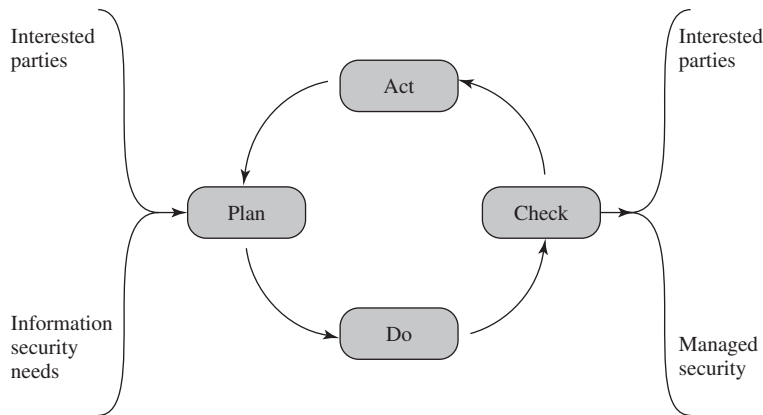 Interested
parties
Interested
parties
Act
Plan
Check
Do
Information
security
needs
Managed
security